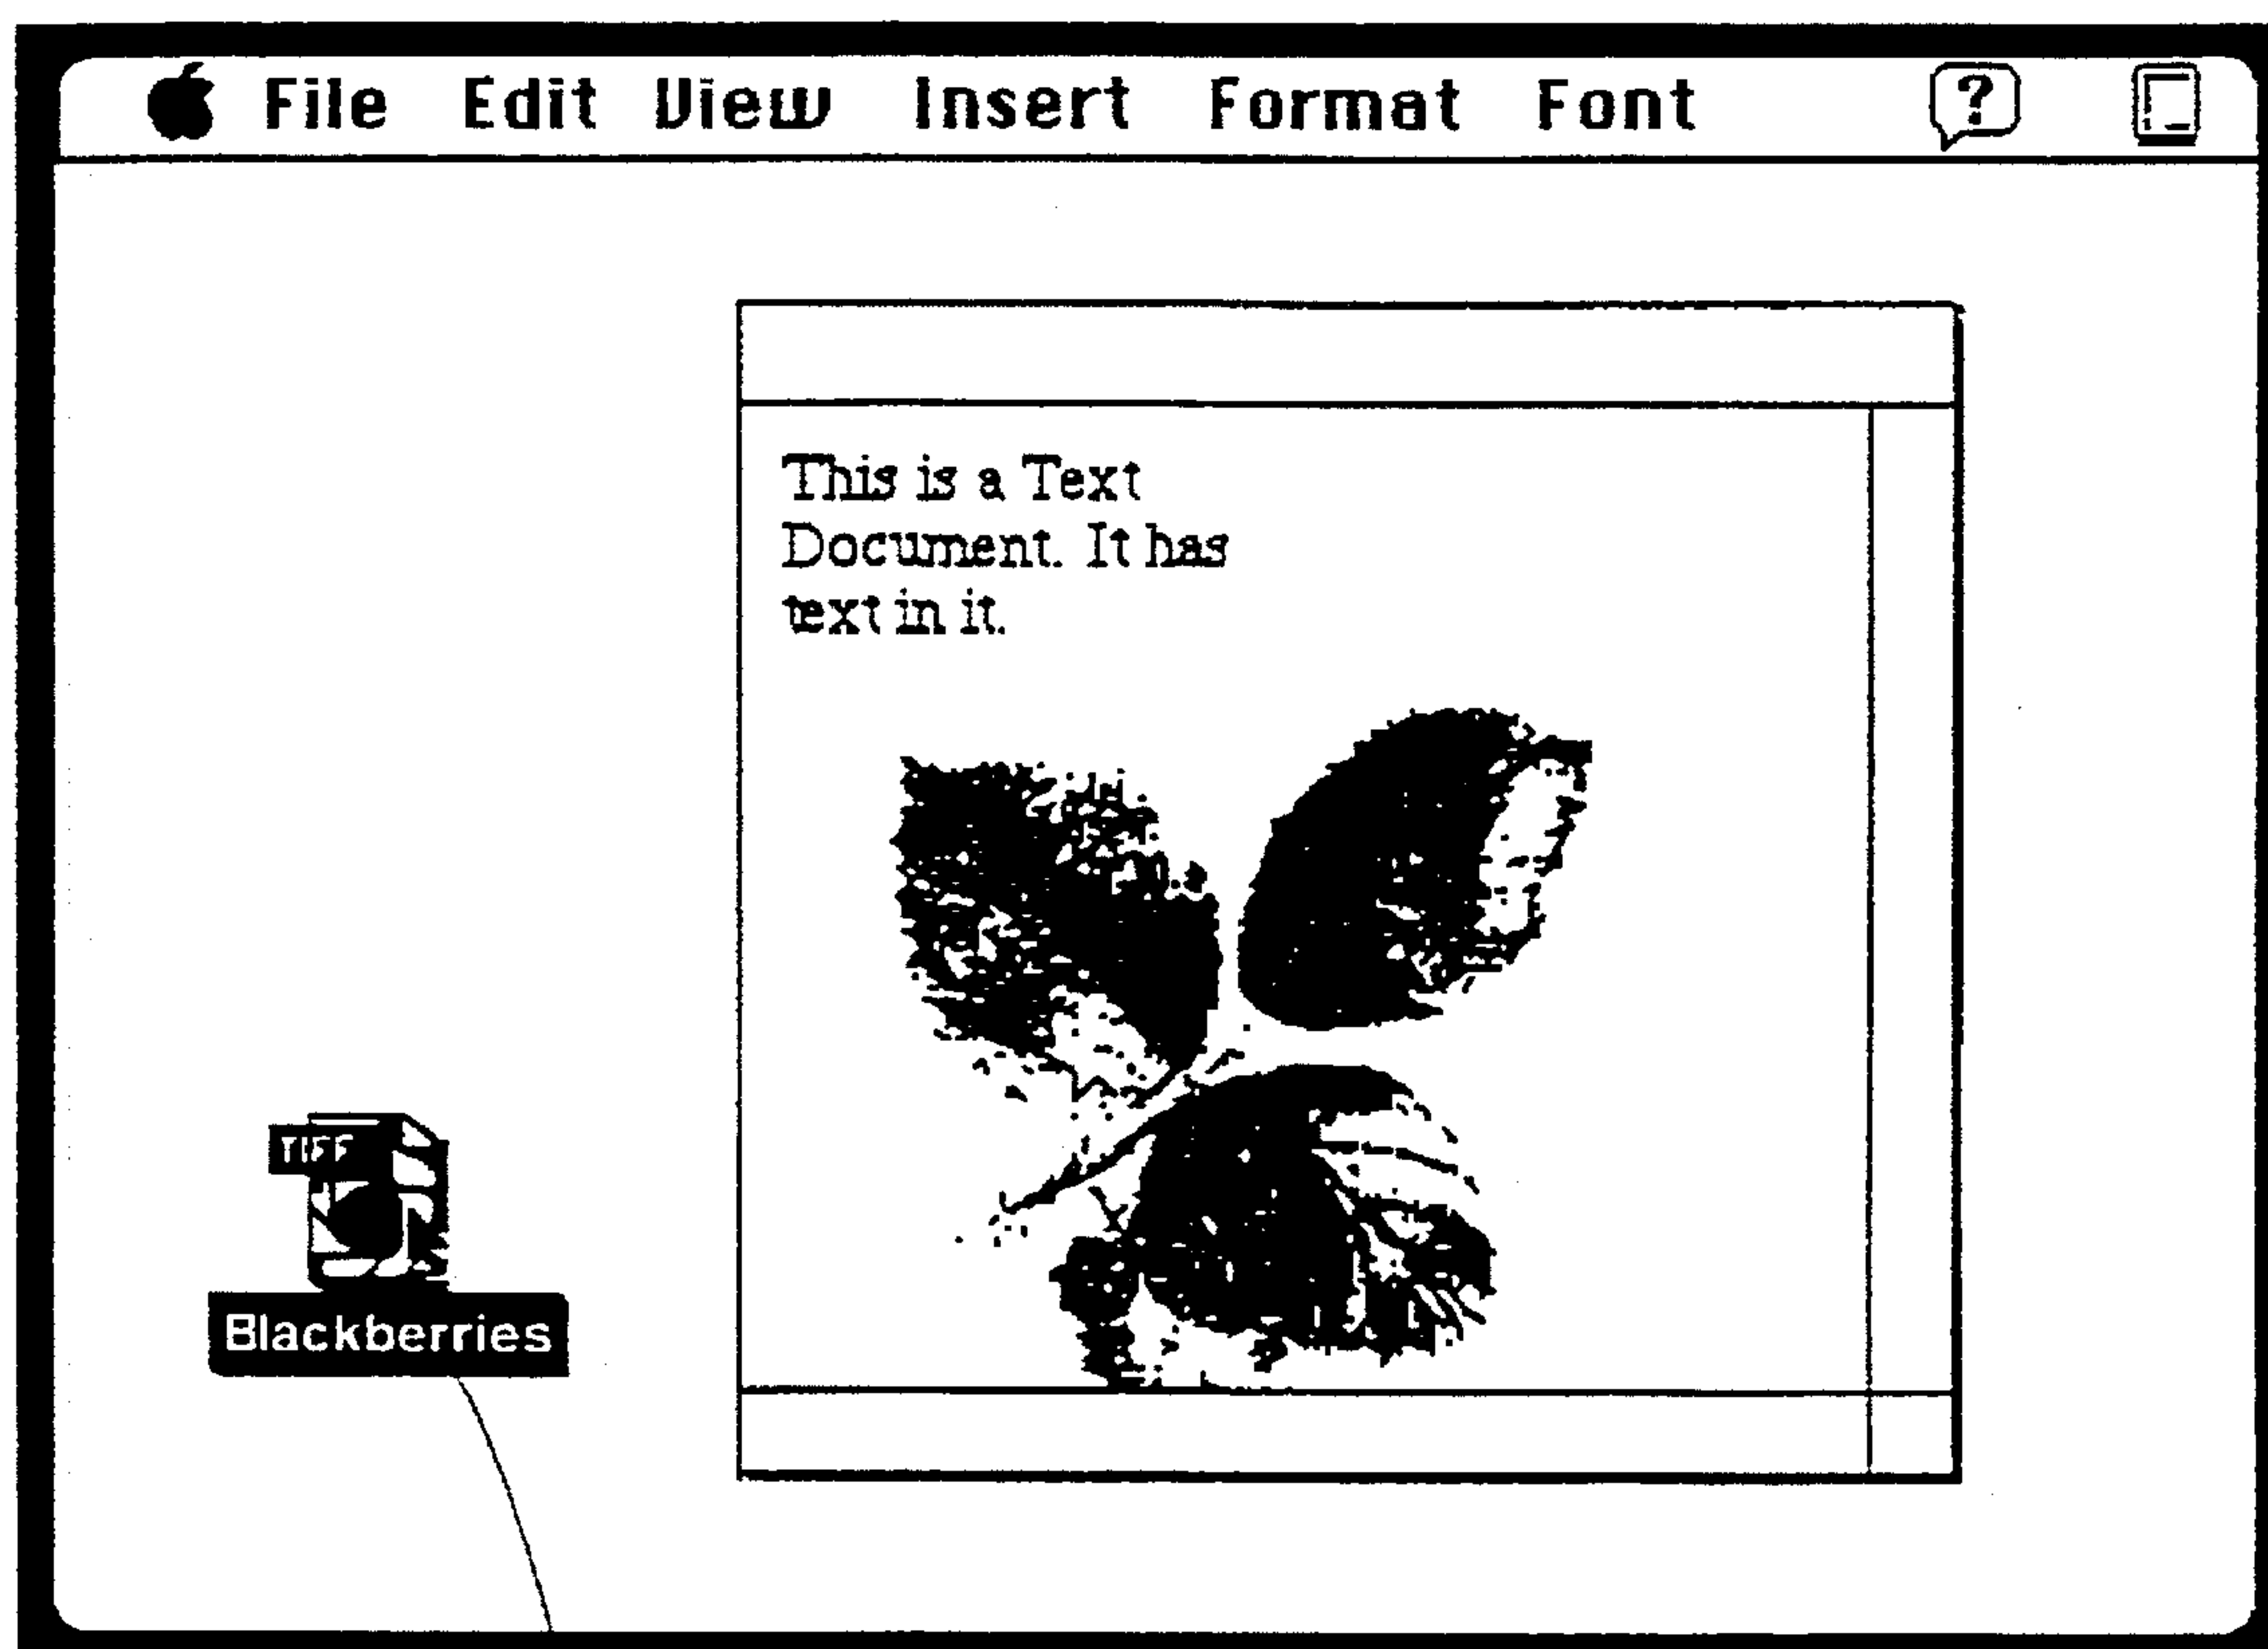 File Edit View Insert Format Font ?
This is a Text
Document. It has
text in it.
TIFF
Blackberries